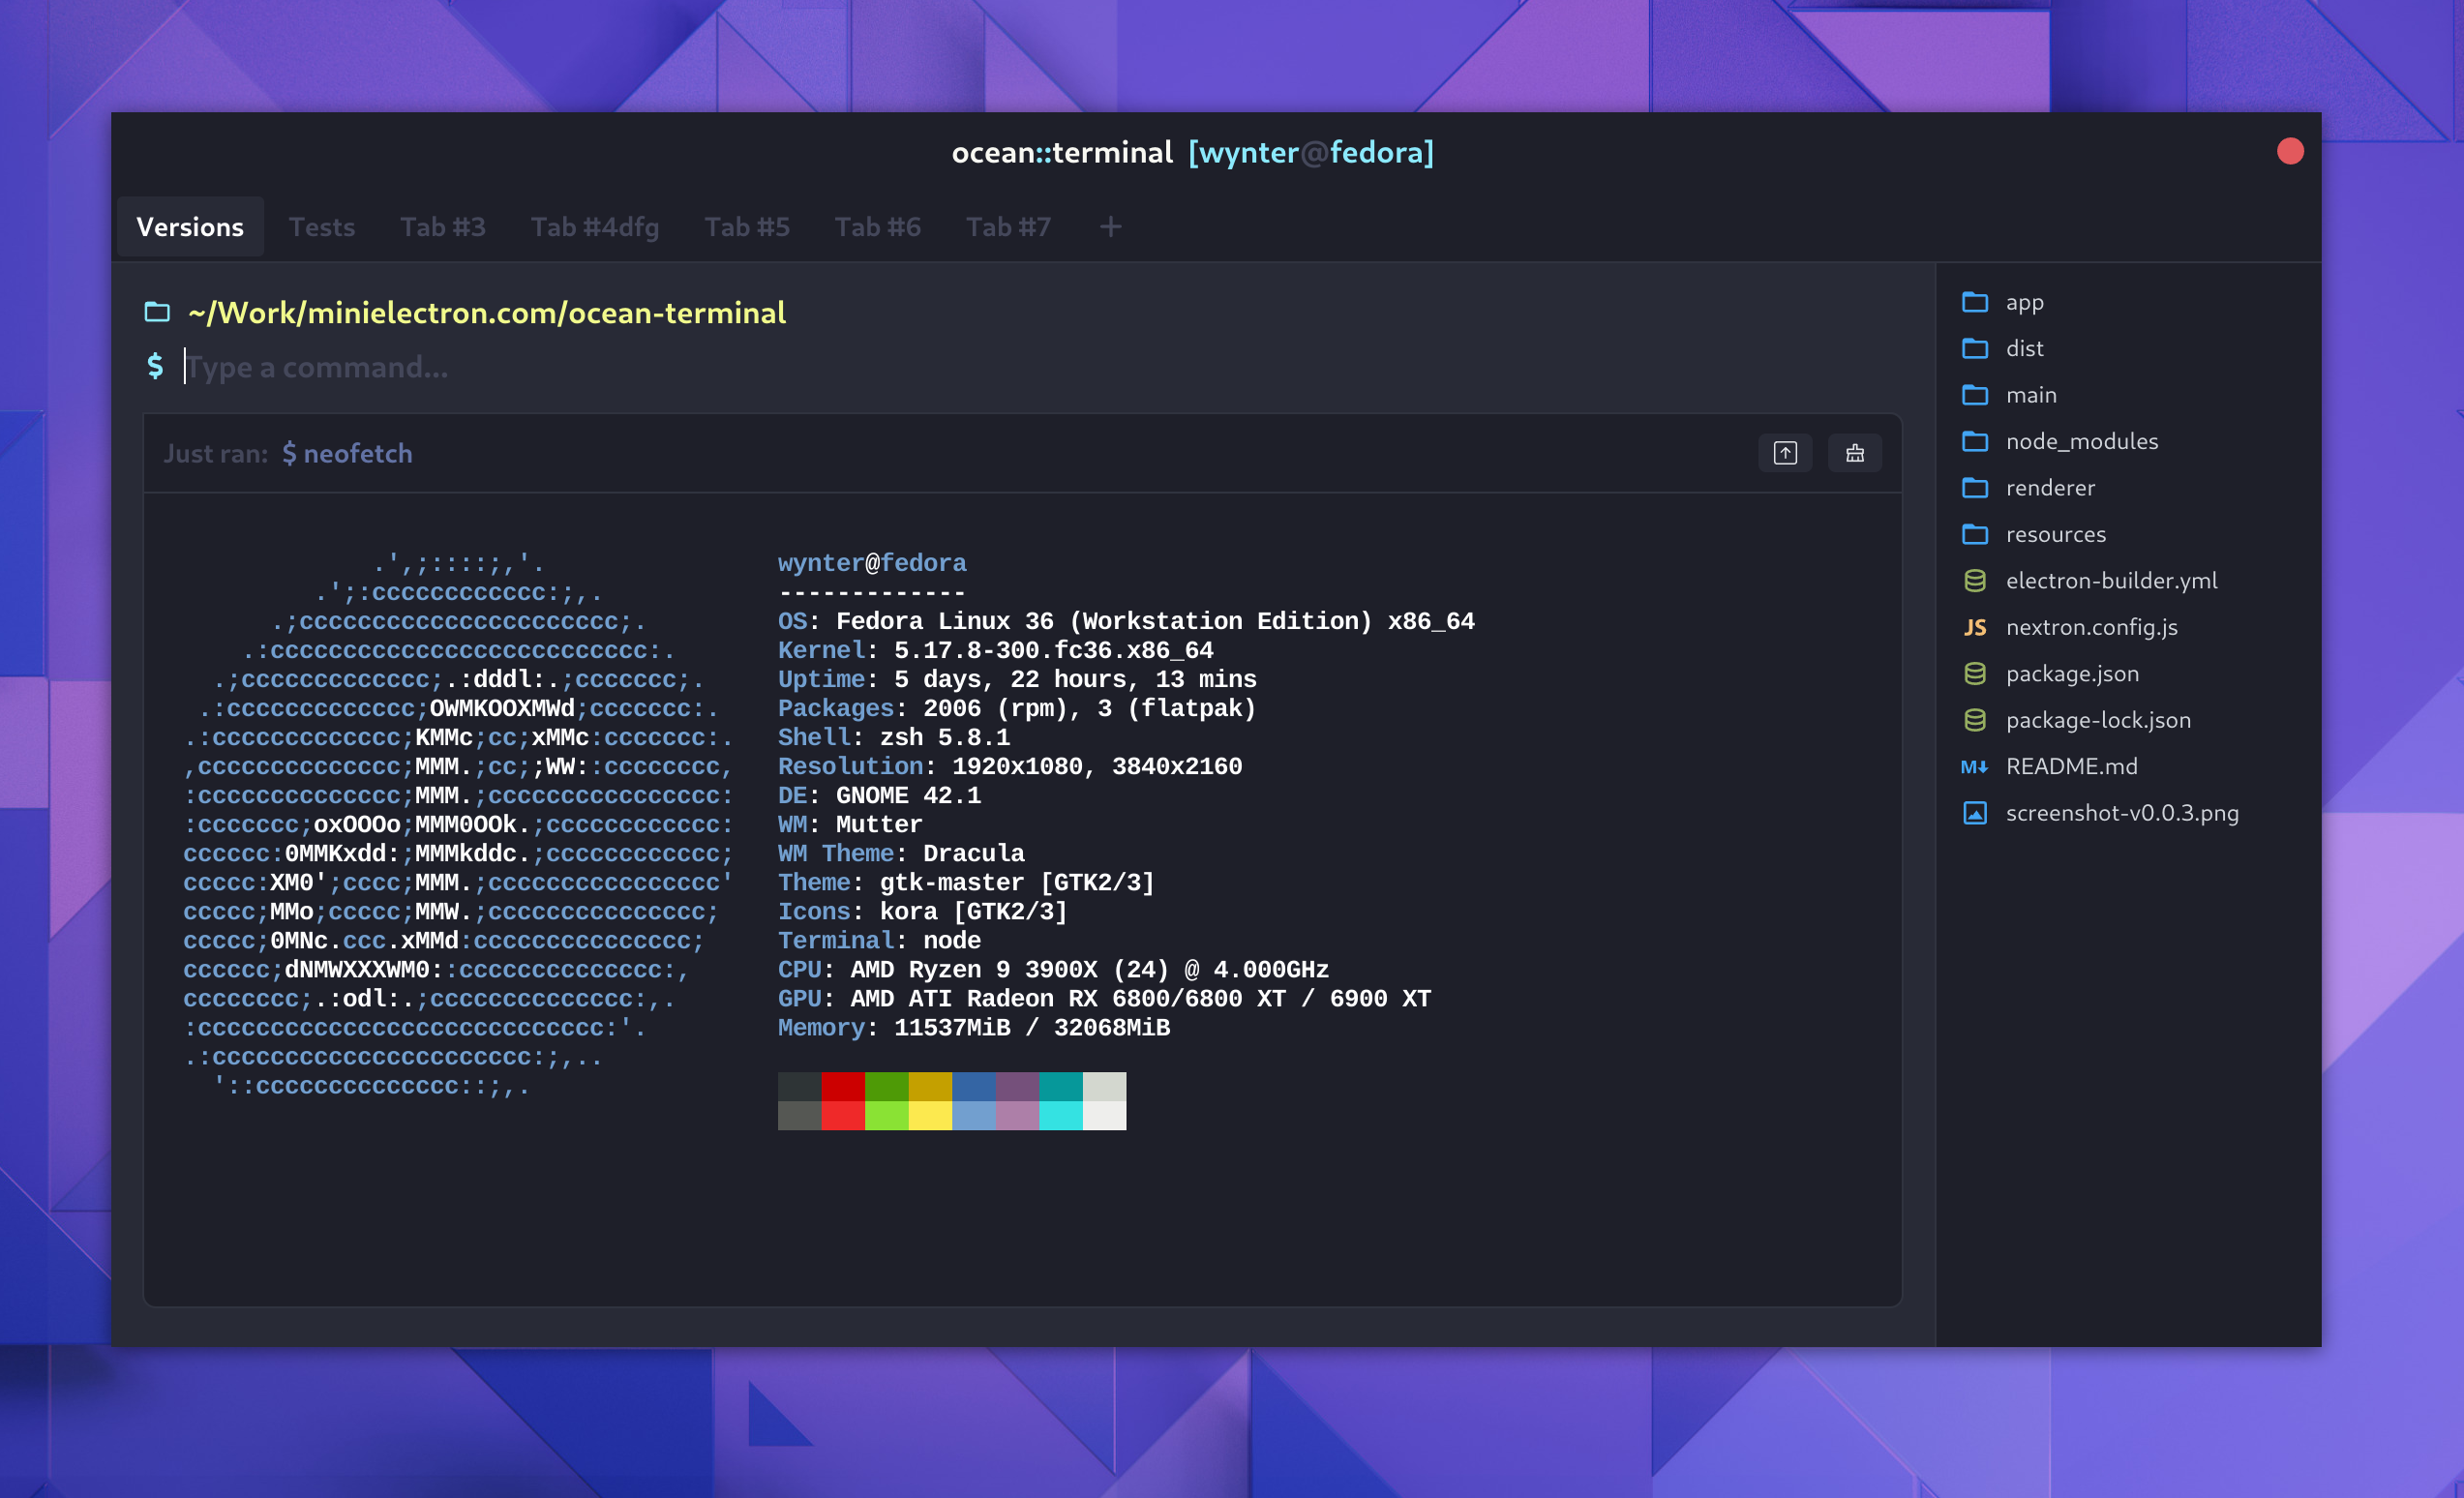 ocean::terminal [wynter@fedora]
Versions Tests Tab #3 Tab #4dfg Tab #5 Tab #6 Tab #7 +
~/Work/minielectron.com/ocean-terminal
$ Type a command...
Just ran: $ neofetch
.',;::::;,'.
.';:cccccccccccc:;,.
.;cccccccccccccccccccccc;.
.:cccccccccccccccccccccccccc:.
.;ccccccccccccc;.:dddl:.;ccccccc;.
.:ccccccccccccc;OWMKOOXMWd;ccccccc:.
.:ccccccccccccc;KMMc;cc;xMMc:ccccccc:.
,cccccccccccccc;MMM.;cc;;WW::cccccccc,
:cccccccccccccc;MMM.;cccccccccccccccc:
:ccccccc;oxOOOo;MMM0OOk.;cccccccccccc:
cccccc:0MMKxdd:;MMMkddc.;cccccccccccc;
ccccc:XM0';cccc;MMM.;cccccccccccccccc'
ccccc;MMo;ccccc;MMW.;ccccccccccccccc;
ccccc;0MNc.ccc.xMMd:ccccccccccccccc;
cccccc;dNMWXXXWM0::cccccccccccccc:,
cccccccc;.:odl:.;cccccccccccccc:,.
:cccccccccccccccccccccccccccc:'.
.:cccccccccccccccccccccc:;,..
'::cccccccccccccc::;,.
wynter@fedora
-------------
OS: Fedora Linux 36 (Workstation Edition) x86_64
Kernel: 5.17.8-300.fc36.x86_64
Uptime: 5 days, 22 hours, 13 mins
Packages: 2006 (rpm), 3 (flatpak)
Shell: zsh 5.8.1
Resolution: 1920x1080, 3840x2160
DE: GNOME 42.1
WM: Mutter
WM Theme: Dracula
Theme: gtk-master [GTK2/3]
Icons: kora [GTK2/3]
Terminal: node
CPU: AMD Ryzen 9 3900X (24) @ 4.000GHz
GPU: AMD ATI Radeon RX 6800/6800 XT / 6900 XT
Memory: 11537MiB / 32068MiB
app
dist
main
node_modules
renderer
resources
electron-builder.yml
JS nextron.config.js
package.json
package-lock.json
M README.md
screenshot-v0.0.3.png